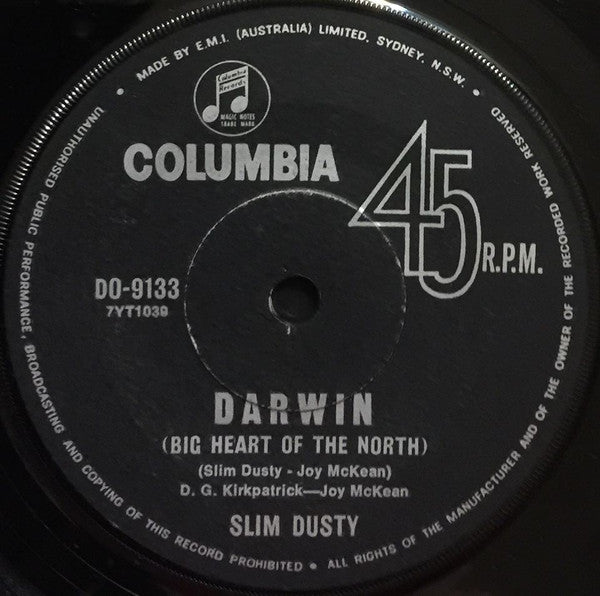 MADE BY E.M.I. (AUSTRALIA) LIMITED, SYDNEY, N.S.W.
Columbia
Records
MAGIC NOTES
TRADE MARK
COLUMBIA
45
R.P.M.
DO-9133
7YT1039
DARWIN
(BIG HEART OF THE NORTH)
(Slim Dusty - Joy McKean)
D. G. Kirkpatrick—Joy McKean
SLIM DUSTY
UNAUTHORISED PUBLIC PERFORMANCE, BROADCASTING AND COPYING OF THIS RECORD PROHIBITED • ALL RIGHTS OF THE MANUFACTURER AND OF THE OWNER OF THE RECORDED WORK RESERVED